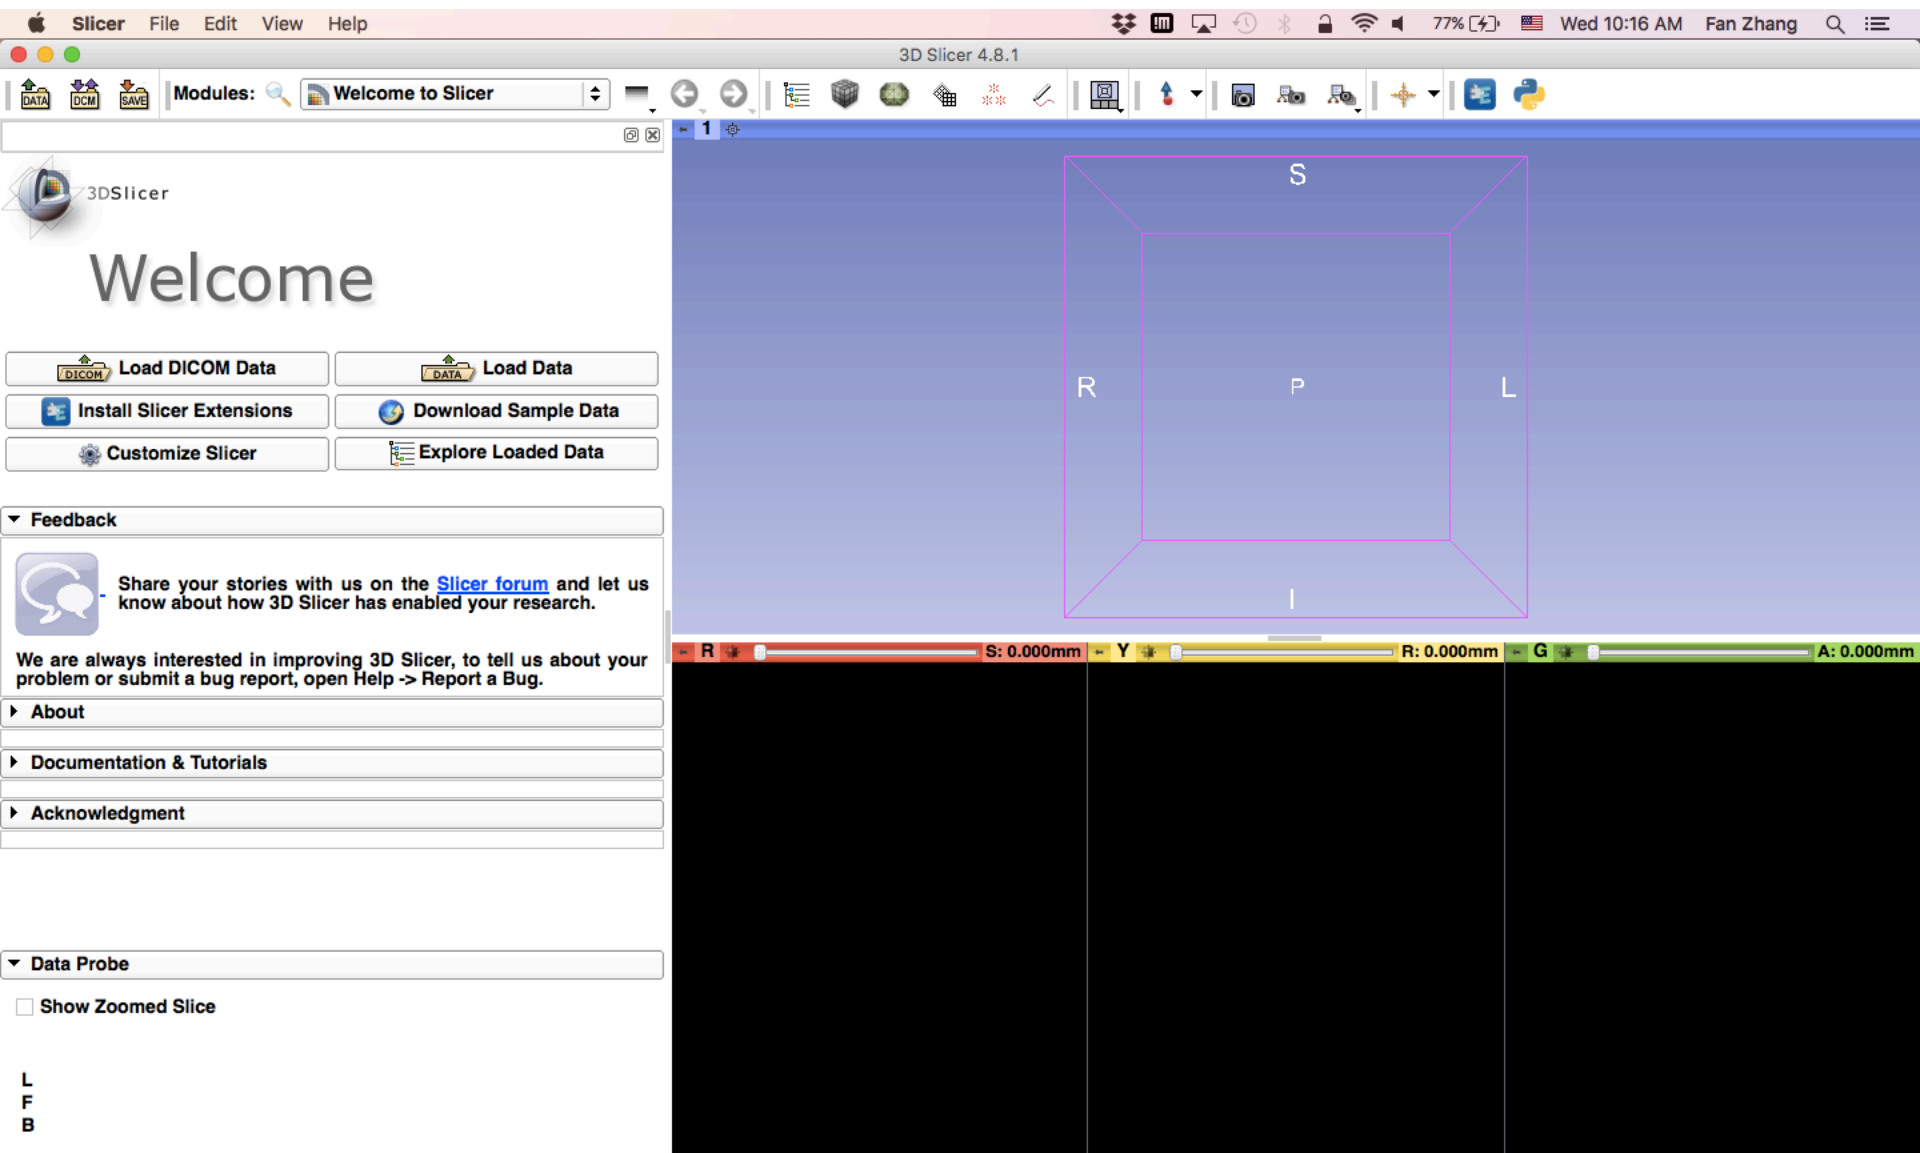 Slicer File Edit View Help 77% Wed 10:16 AM Fan Zhang
3D Slicer 4.8.1
DATA DCM SAVE Modules: Welcome to Slicer
1
3DSlicer
Welcome
DICOM Load DICOM Data DATA Load Data
Install Slicer Extensions Download Sample Data
Customize Slicer Explore Loaded Data
Feedback
Share your stories with us on the Slicer forum and let us
know about how 3D Slicer has enabled your research.
We are always interested in improving 3D Slicer, to tell us about your
problem or submit a bug report, open Help -> Report a Bug.
About
Documentation & Tutorials
Acknowledgment
Data Probe
Show Zoomed Slice
L
F
B
S
R P L
I
R S: 0.000mm Y R: 0.000mm G A: 0.000mm